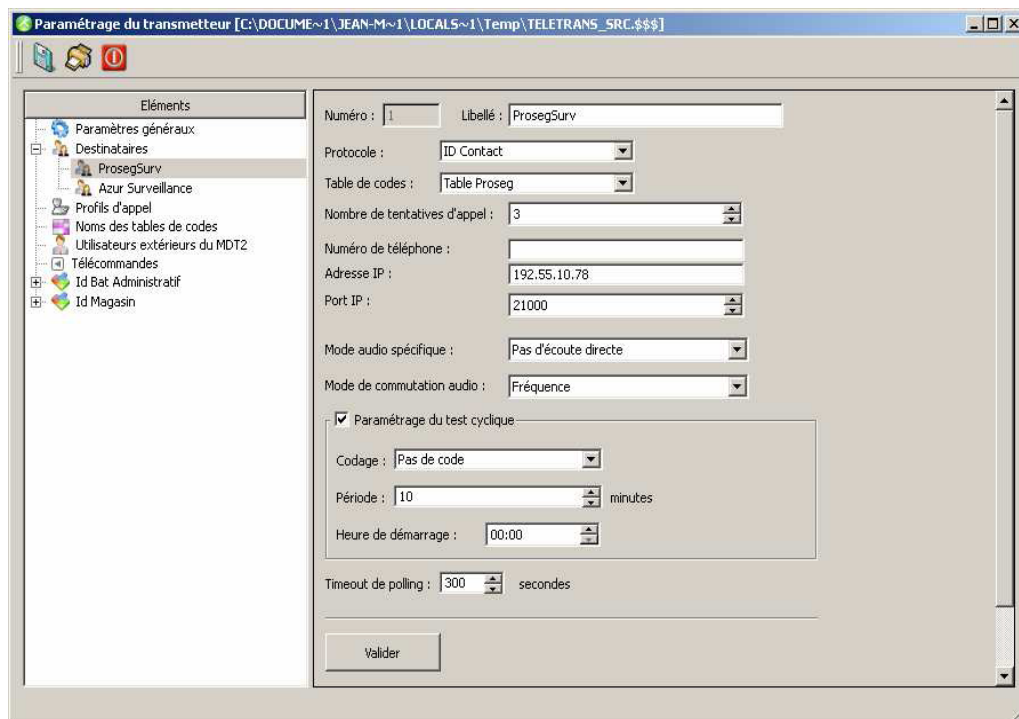 Paramétrage du transmetteur [C:\DOCUME~1\JEAN-M~1\LOCALS~1\Temp\TELETRANS_SRC.$$$]
Eléments
Paramètres généraux
Destinataires
ProsegSurv
Azur Surveillance
Profils d'appel
Noms des tables de codes
Utilisateurs extérieurs du MDT2
Télécommandes
Id Bat Administratif
Id Magasin
Numéro : 1 Libellé : ProsegSurv
Protocole : ID Contact
Table de codes : Table Proseg
Nombre de tentatives d'appel : 3
Numéro de téléphone :
Adresse IP : 192.55.10.78
Port IP : 21000
Mode audio spécifique : Pas d'écoute directe
Mode de commutation audio : Fréquence
Paramétrage du test cyclique
Codage : Pas de code
Période : 10 minutes
Heure de démarrage : 00:00
Timeout de polling : 300 secondes
Valider